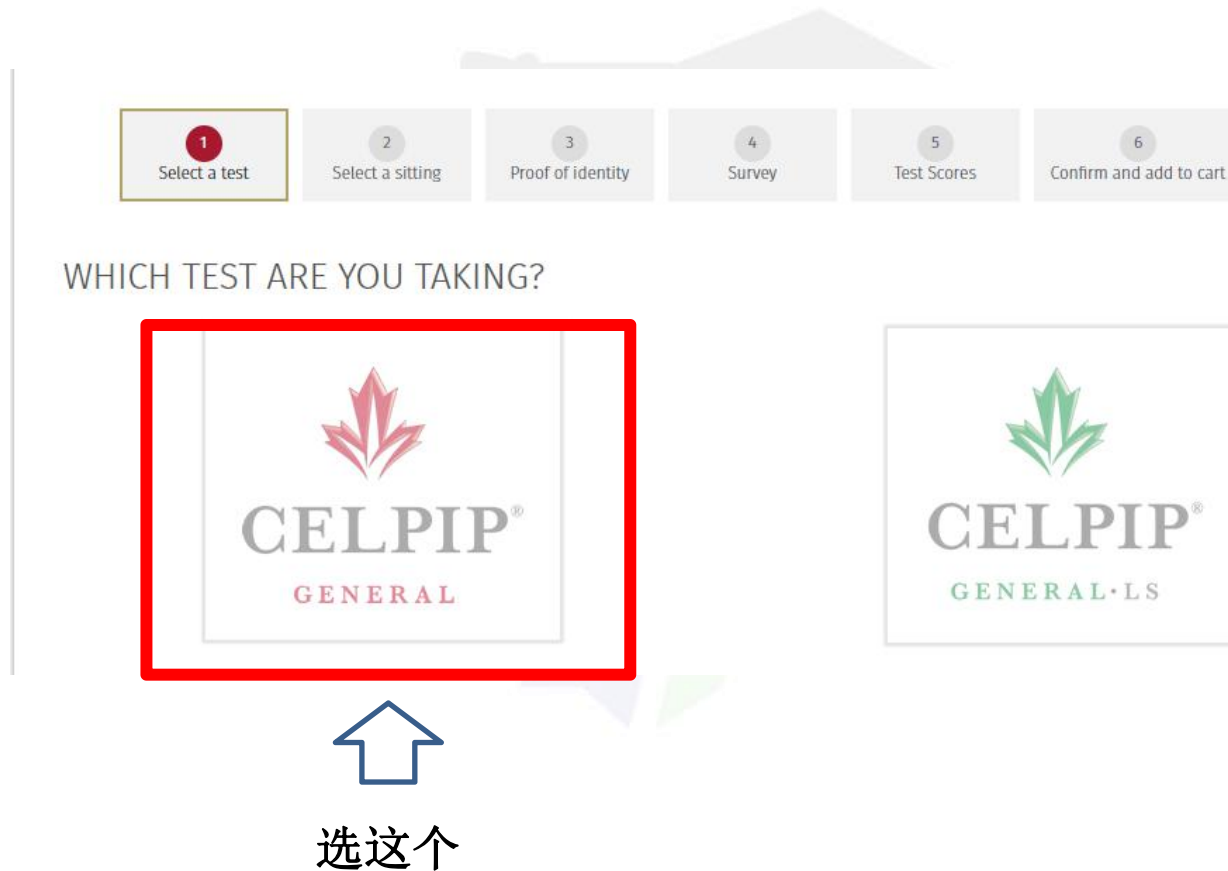 1 2 3 4 5 6
Select a test Select a sitting Proof of identity Survey Test Scores Confirm and add to cart
WHICH TEST ARE YOU TAKING?
CELPIP® CELPIP®
GENERAL GENERAL·LS
选这个